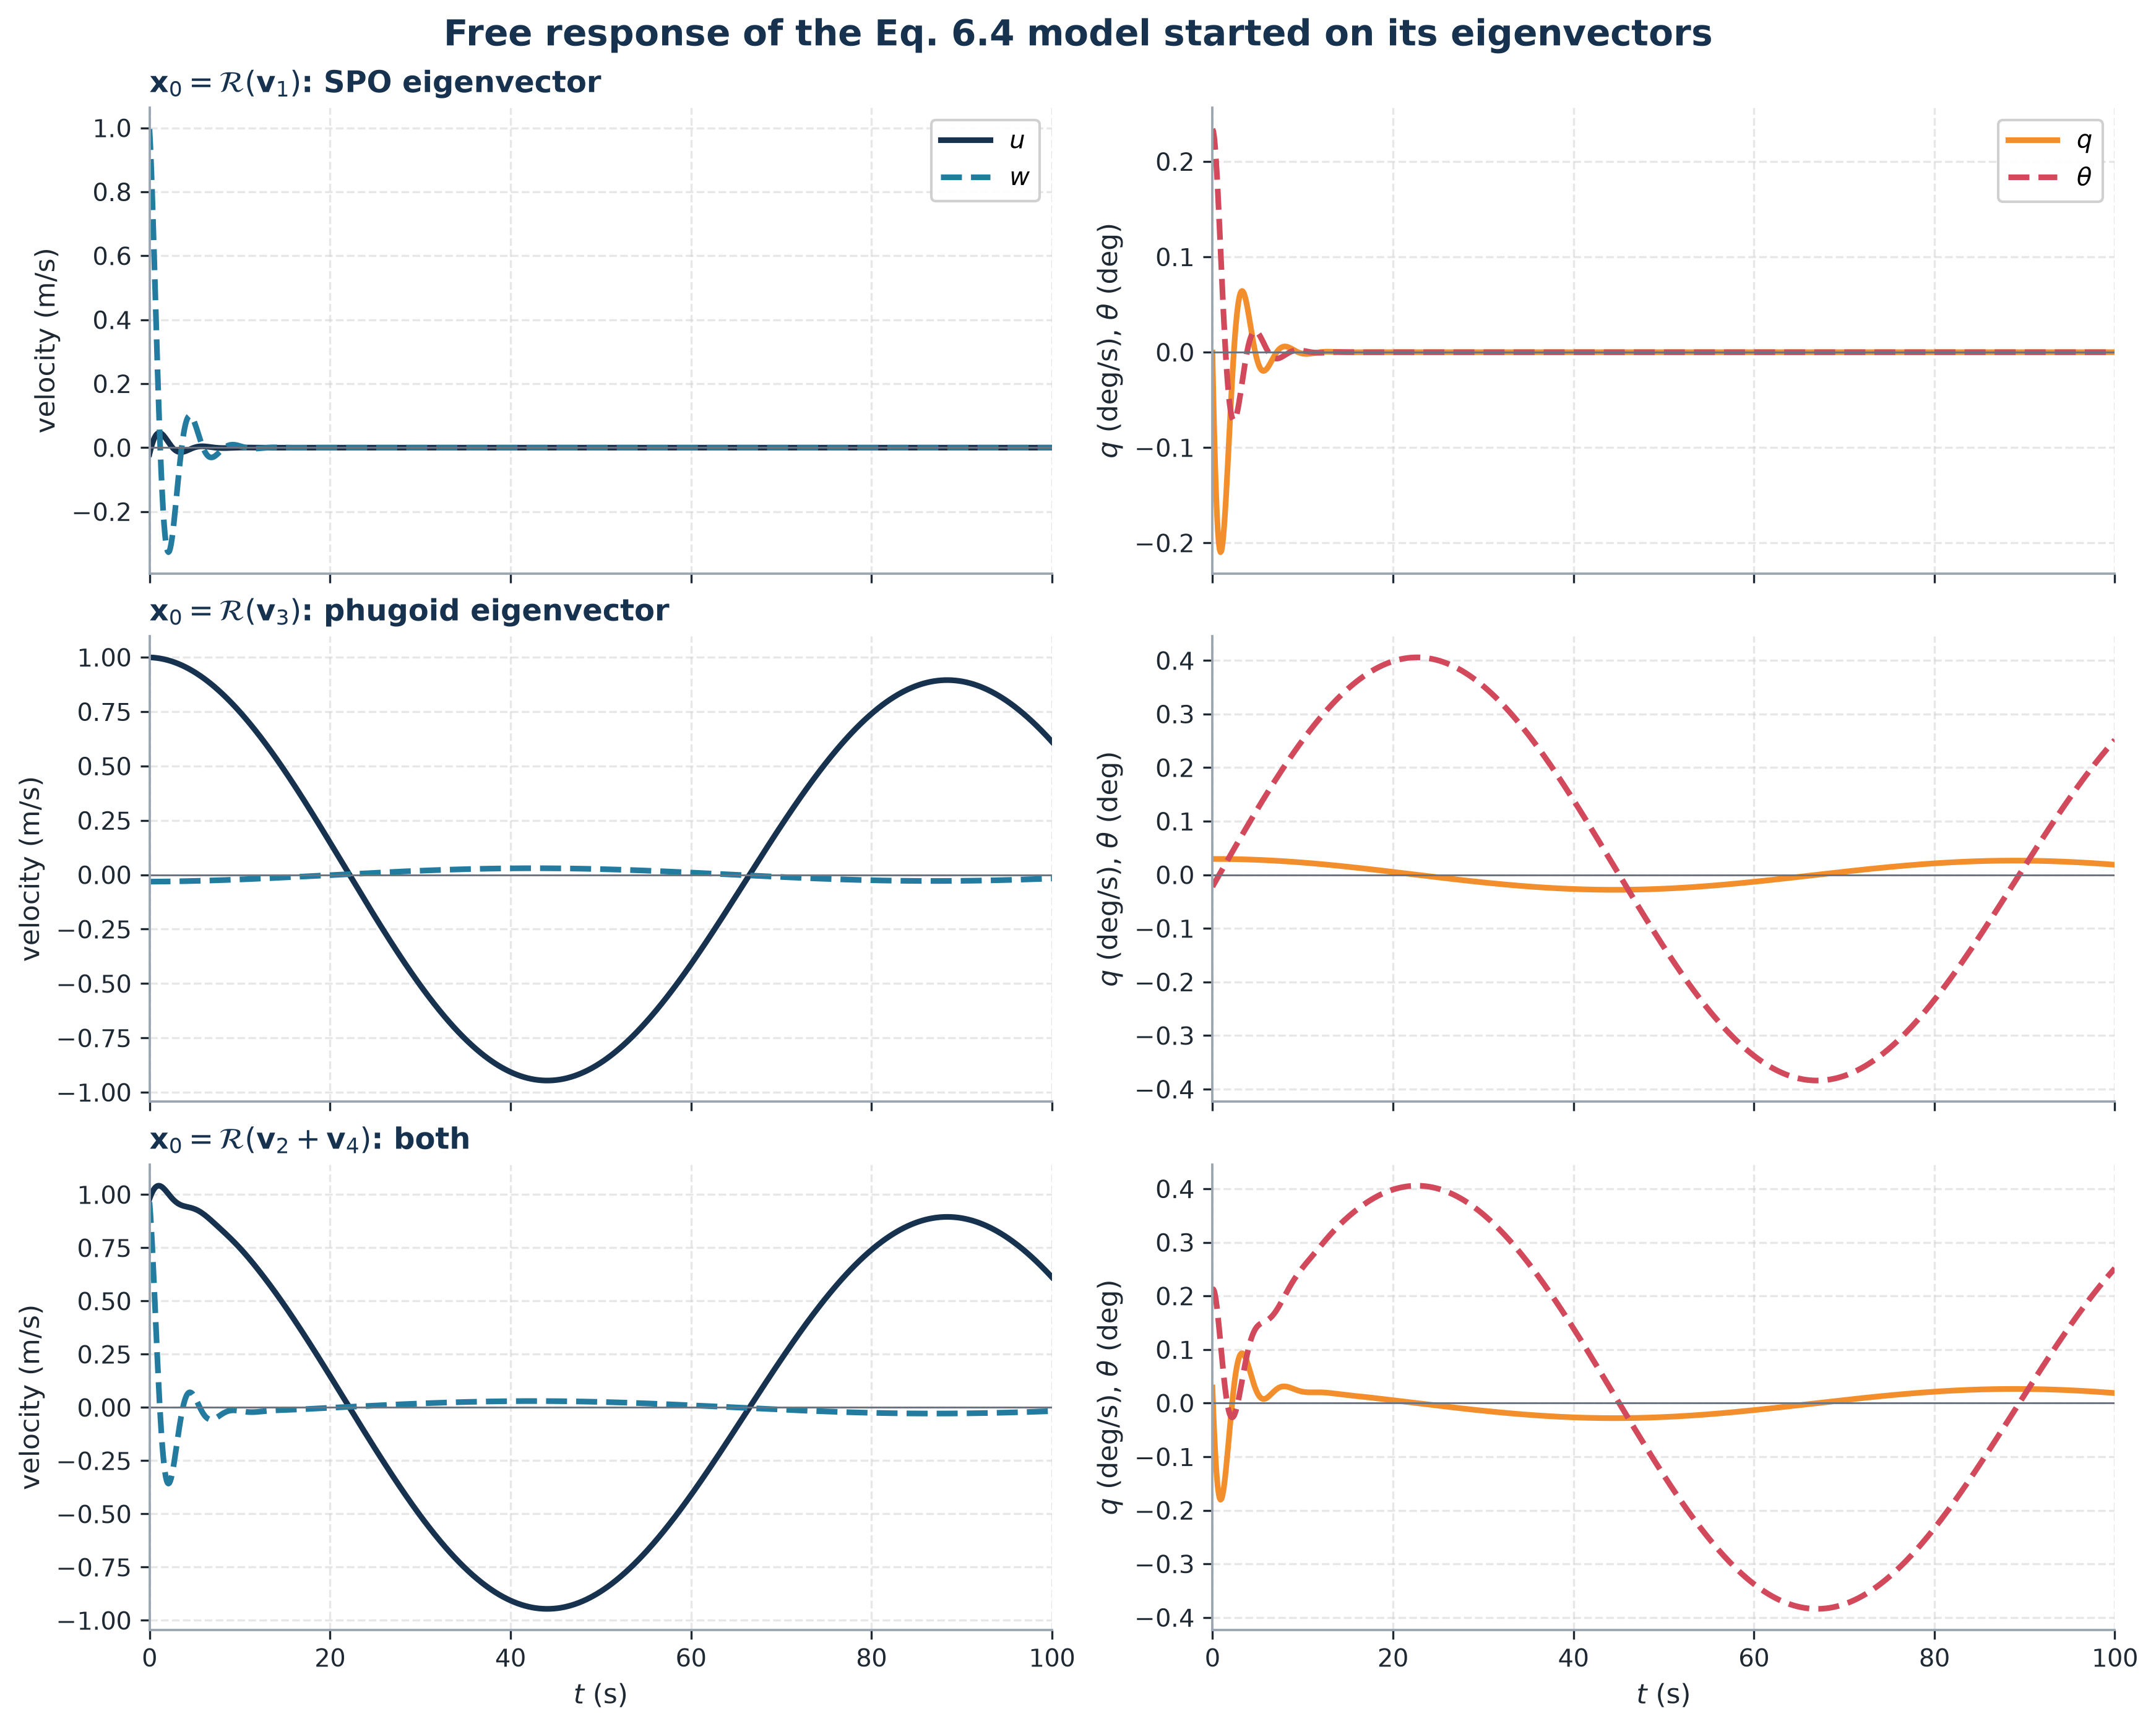 Free response of the Eq. 6.4 model started on its eigenvectors
x₀ = ℛ(v₁): SPO eigenvector
velocity (m/s)
1.0
0.8
0.6
0.4
0.2
0.0
−0.2
u
w
q (deg/s), θ (deg)
0.2
0.1
0.0
−0.1
−0.2
q
θ
x₀ = ℛ(v₃): phugoid eigenvector
velocity (m/s)
1.00
0.75
0.50
0.25
0.00
−0.25
−0.50
−0.75
−1.00
q (deg/s), θ (deg)
0.4
0.3
0.2
0.1
0.0
−0.1
−0.2
−0.3
−0.4
x₀ = ℛ(v₂ + v₄): both
velocity (m/s)
1.00
0.75
0.50
0.25
0.00
−0.25
−0.50
−0.75
−1.00
0 20 40 60 80 100
t (s)
q (deg/s), θ (deg)
0.4
0.3
0.2
0.1
0.0
−0.1
−0.2
−0.3
−0.4
0 20 40 60 80 100
t (s)